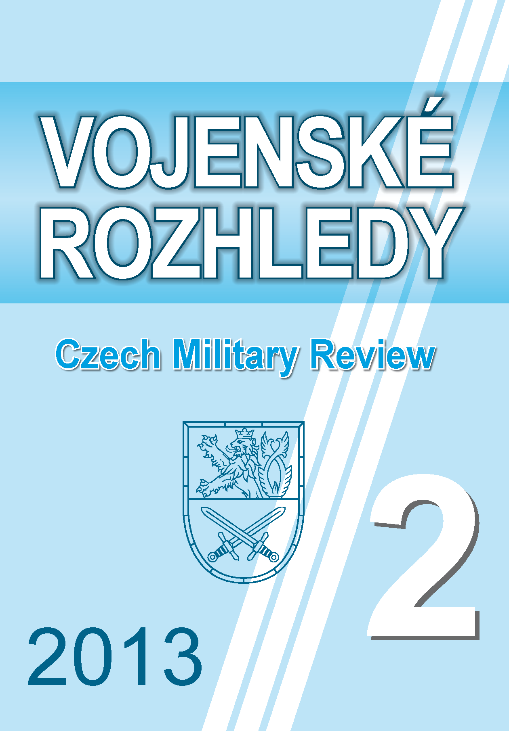 VOJENSKÉ
ROZHLEDY
Czech Military Review
2
2013